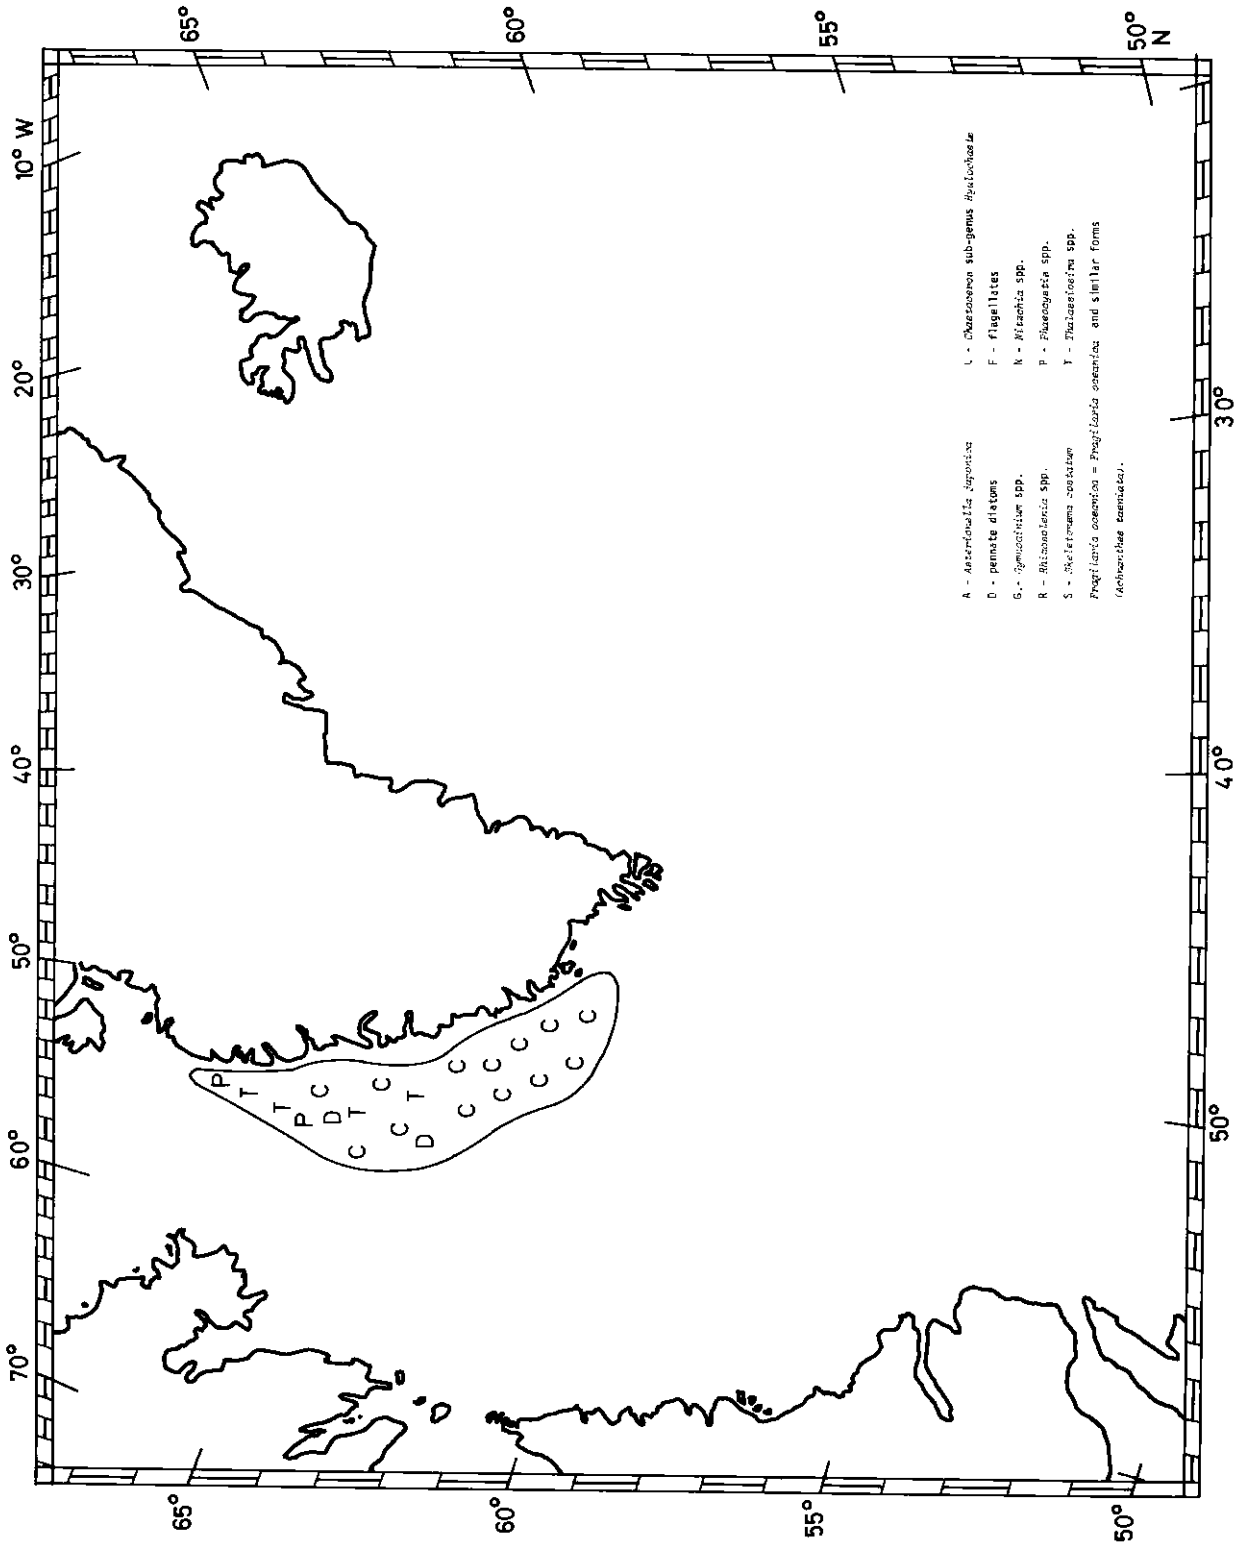 10° W
20°
30°
40°
50°
60°
70°
65°
60°
55°
50°
N
65°
60°
55°
50°
30°
40°
50°
P
T
T
P
C
D
T
C
C
C
T
D
C
C
C
C
C
C
C
C
C
C
A - Asterionella japonica
D - pennate diatoms
G.- Gymnodinium spp.
R - Rhizosolenia spp.
S - Skeletonema costatum
C - Chaetoceros sub-genus Hyalochaete
F - flagellates
N - Nitzchia spp.
P - Phaeocystis spp.
T - Thalassiosira spp.
Fragilaria oceanica = Fragilaria oceanica and similar forms
(Achnanthes taeniata).